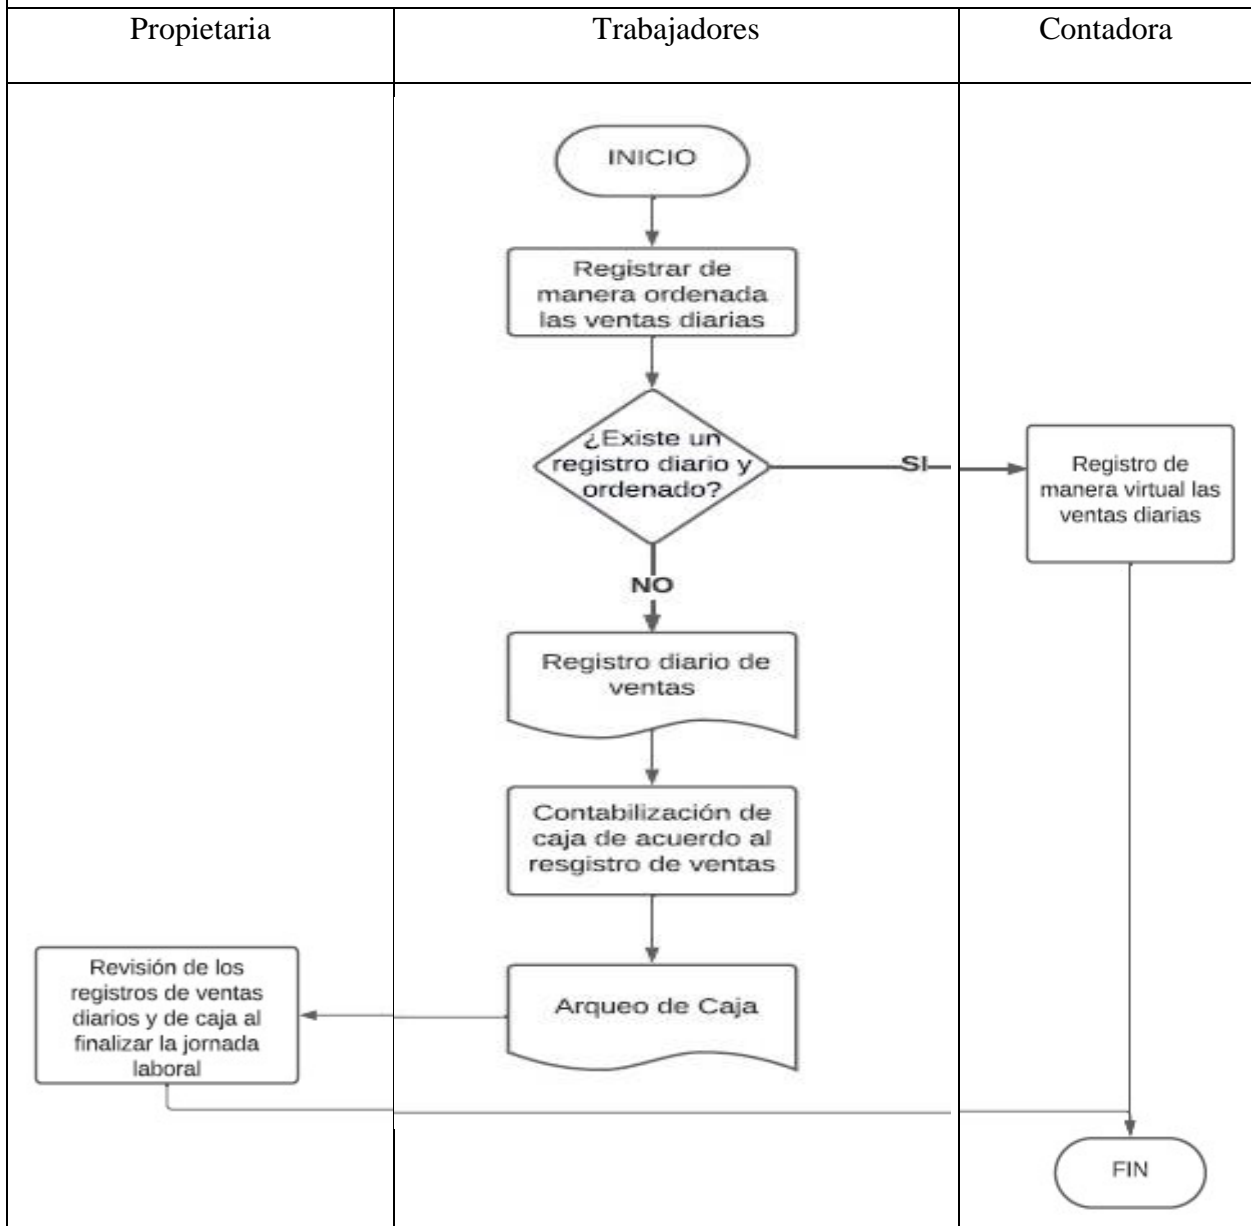 Propietaria
Trabajadores
Contadora
INICIO
Registrar de
manera ordenada
las ventas diarias
¿Existe un
registro diario y
ordenado?
SI
Registro de
manera virtual las
ventas diarias
NO
Registro diario de
ventas
Contabilización de
caja de acuerdo al
resgistro de ventas
Revisión de los
registros de ventas
diarios y de caja al
finalizar la jornada
laboral
Arqueo de Caja
FIN